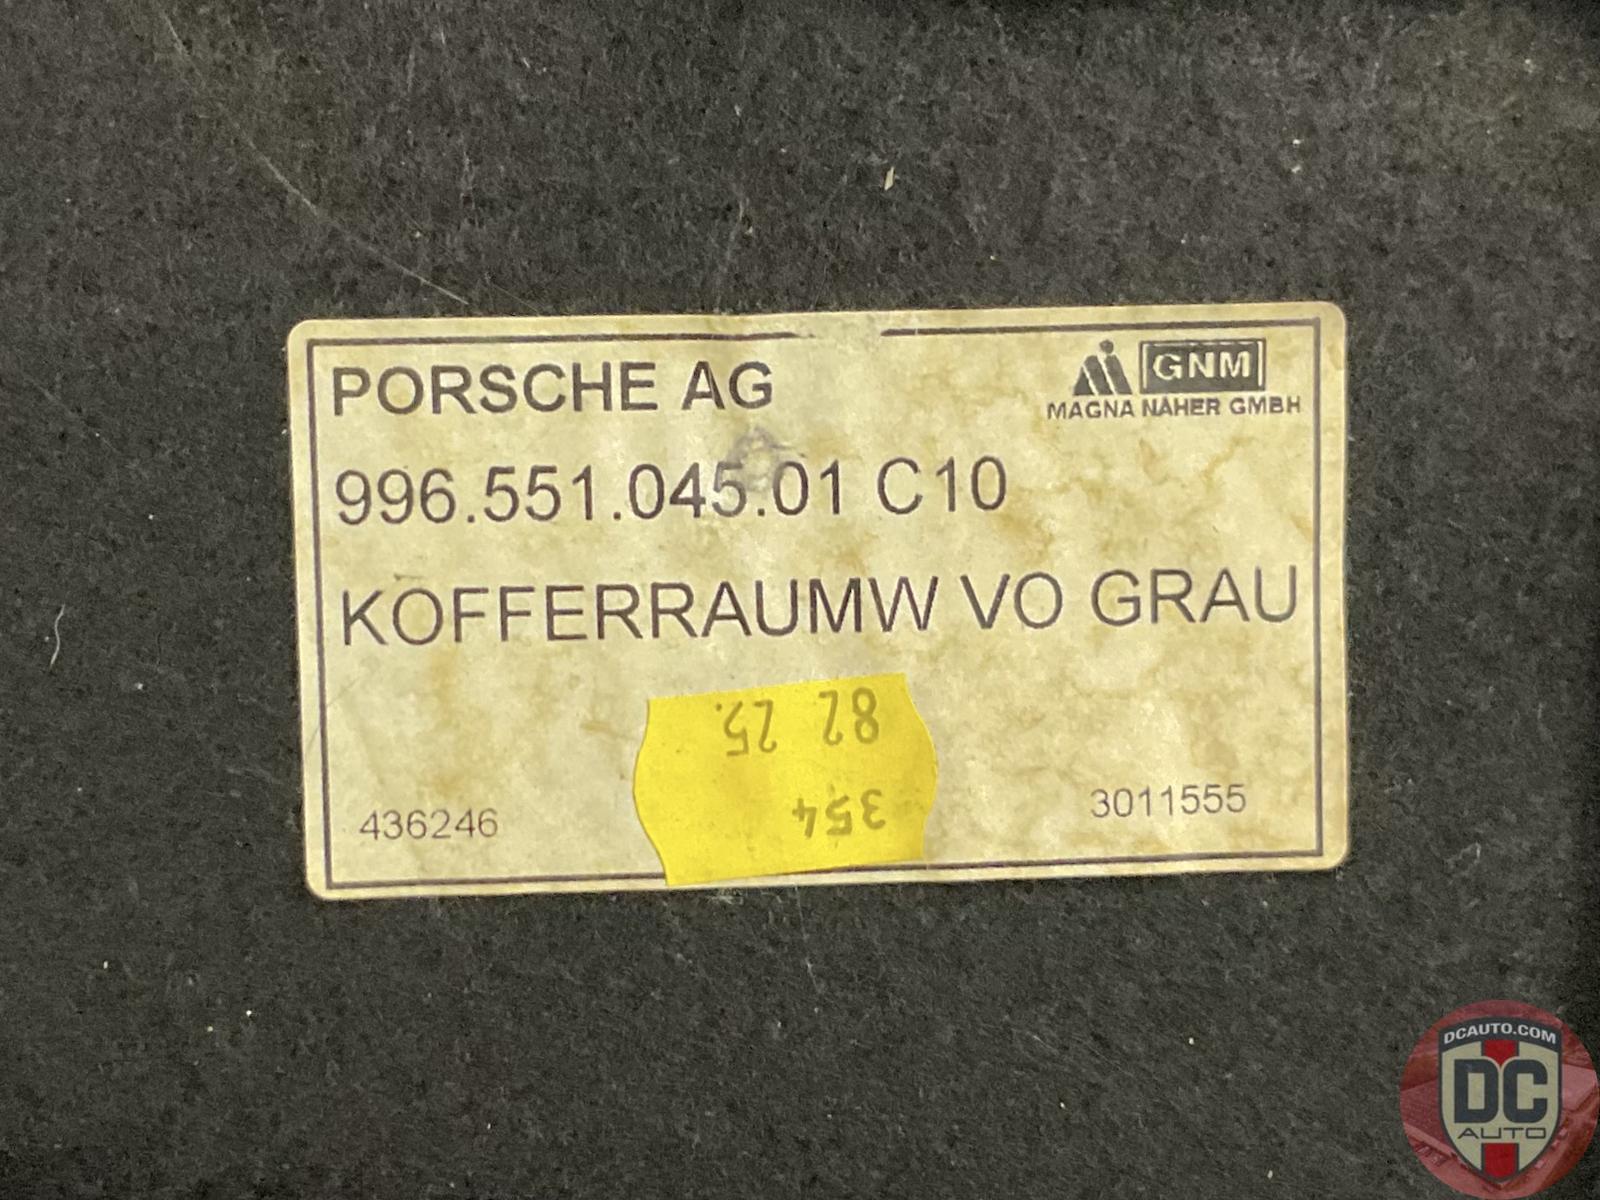 PORSCHE AG
GNM
MAGNA NÄHER GMBH
996.551.045.01 C10
KOFFERRAUMW VO GRAU
354
82 25.
436246
3011555
DCAUTO.COM
DC
AUTO